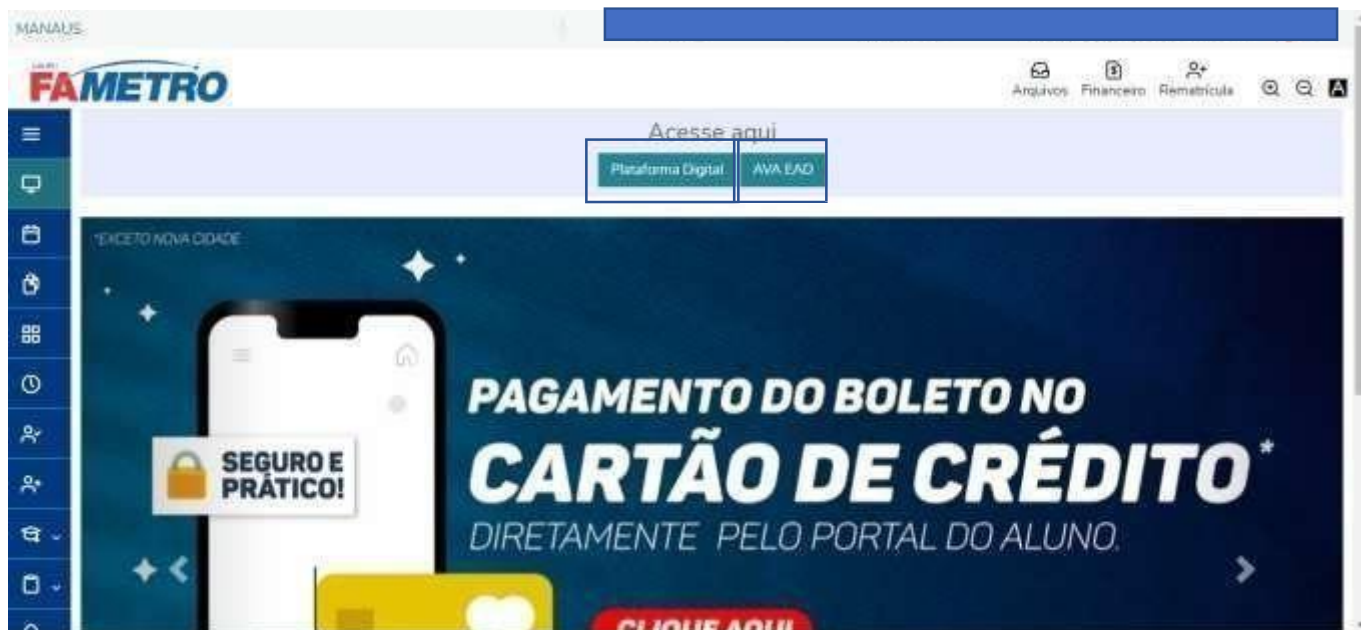 MANAUS
FAMETRO
Arquivos Financeiro Rematrícula
A
Acesse aqui
Plataforma Digital AVA EAD
*EXCETO NOVA CIDADE
PAGAMENTO DO BOLETO NO
CARTÃO DE CRÉDITO*
SEGURO E
PRÁTICO!
DIRETAMENTE PELO PORTAL DO ALUNO.
CLIQUE AQUI